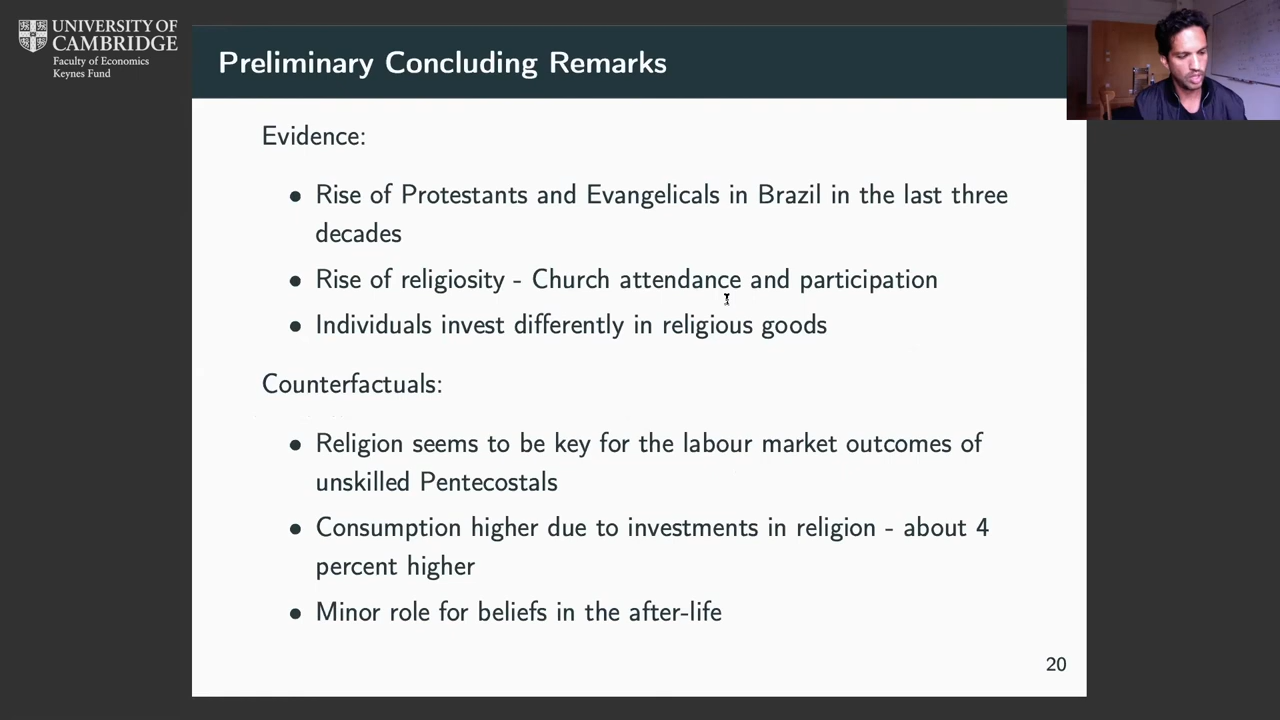 UNIVERSITY OF
CAMBRIDGE
Faculty of Economics
Keynes Fund
Preliminary Concluding Remarks
Evidence:
• Rise of Protestants and Evangelicals in Brazil in the last three
decades
• Rise of religiosity - Church attendance and participation
• Individuals invest differently in religious goods
Counterfactuals:
• Religion seems to be key for the labour market outcomes of
unskilled Pentecostals
• Consumption higher due to investments in religion - about 4
percent higher
• Minor role for beliefs in the after-life
20